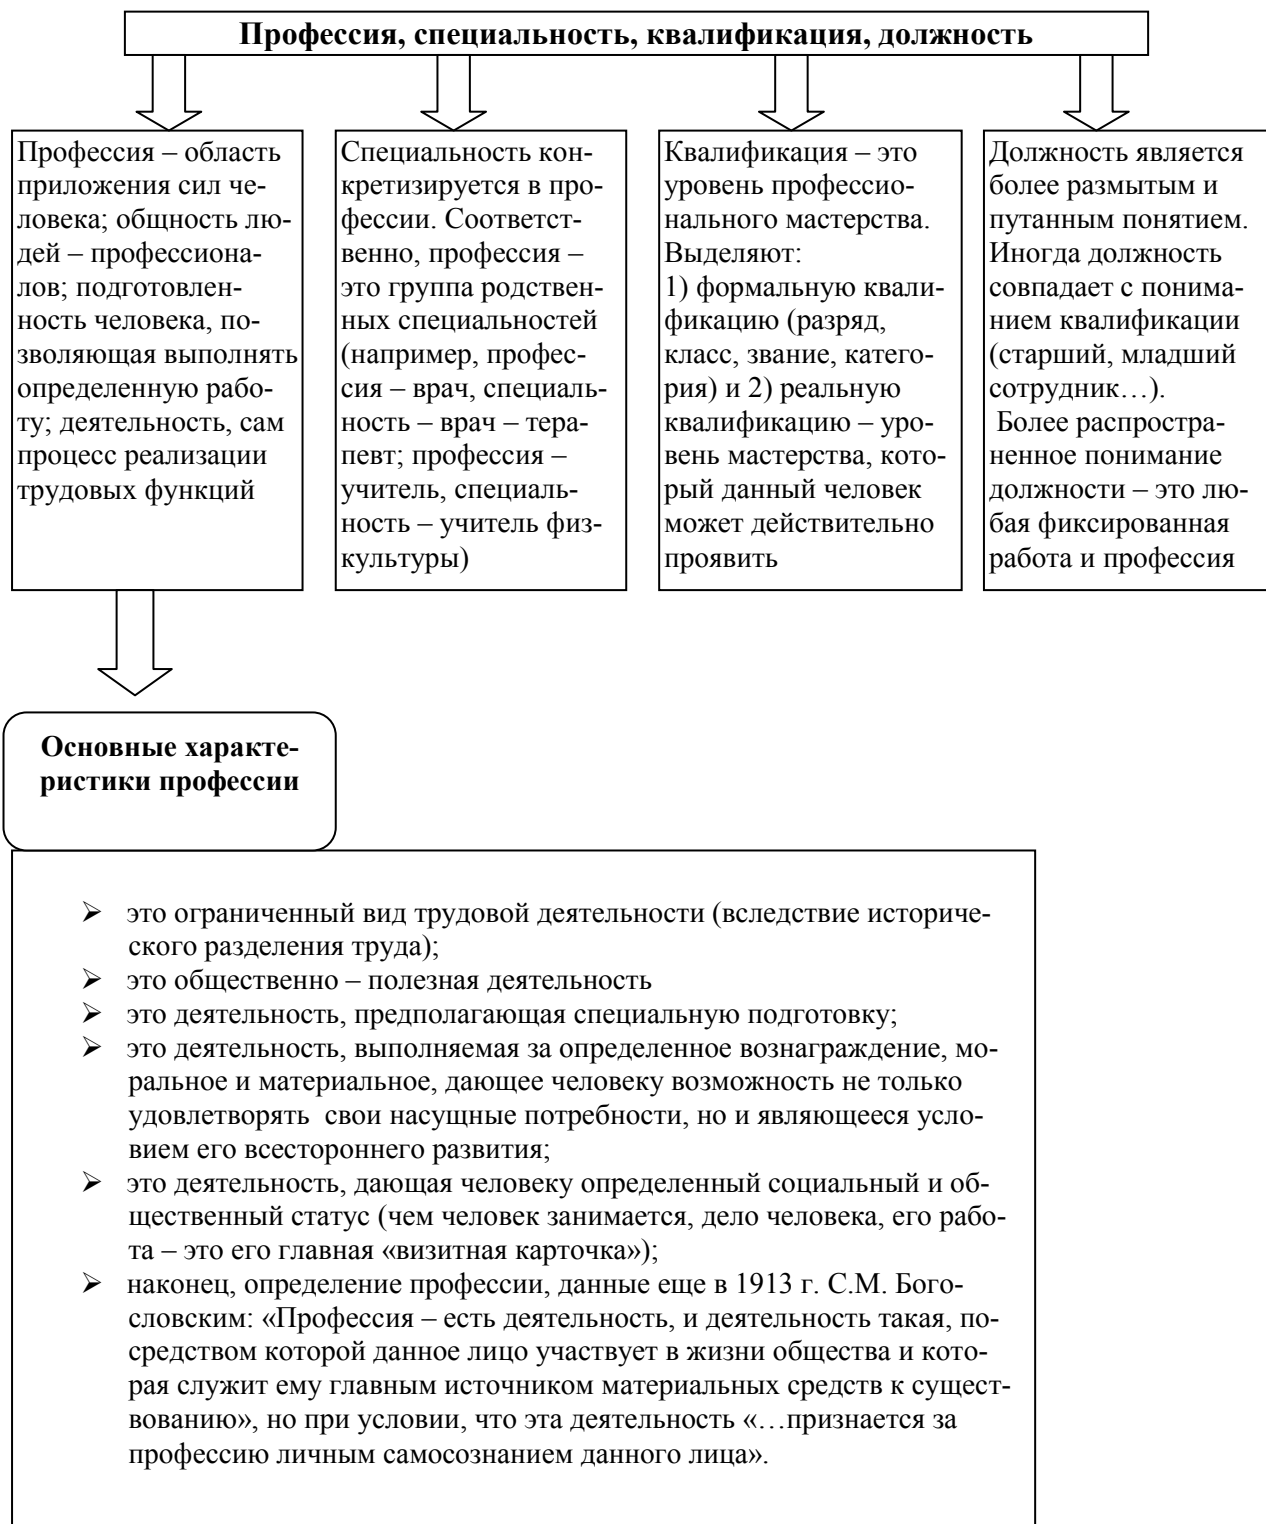 Профессия, специальность, квалификация, должность
Профессия – область
приложения сил че-
ловека; общность лю-
дей – профессиона-
лов; подготовлен-
ность человека, по-
зволяющая выполнять
определенную рабо-
ту; деятельность, сам
процесс реализации
трудовых функций
Специальность кон-
кретизируется в про-
фессии. Соответст-
венно, профессия –
это группа родствен-
ных специальностей
(например, профес-
сия – врач, специаль-
ность – врач – тера-
певт; профессия –
учитель, специаль-
ность – учитель физ-
культуры)
Квалификация – это
уровень профессио-
нального мастерства.
Выделяют:
1) формальную квали-
фикацию (разряд,
класс, звание, катего-
рия) и 2) реальную
квалификацию – уро-
вень мастерства, кото-
рый данный человек
может действительно
проявить
Должность является
более размытым и
путанным понятием.
Иногда должность
совпадает с понима-
нием квалификации
(старший, младший
сотрудник…).
Более распростра-
ненное понимание
должности – это лю-
бая фиксированная
работа и профессия
Основные характе-
ристики профессии
➢ это ограниченный вид трудовой деятельности (вследствие историче-
ского разделения труда);
➢ это общественно – полезная деятельность
➢ это деятельность, предполагающая специальную подготовку;
➢ это деятельность, выполняемая за определенное вознаграждение, мо-
ральное и материальное, дающее человеку возможность не только
удовлетворять свои насущные потребности, но и являющееся усло-
вием его всестороннего развития;
➢ это деятельность, дающая человеку определенный социальный и об-
щественный статус (чем человек занимается, дело человека, его рабо-
та – это его главная «визитная карточка»);
➢ наконец, определение профессии, данные еще в 1913 г. С.М. Бого-
словским: «Профессия – есть деятельность, и деятельность такая, по-
средством которой данное лицо участвует в жизни общества и кото-
рая служит ему главным источником материальных средств к сущест-
вованию», но при условии, что эта деятельность «…признается за
профессию личным самосознанием данного лица».